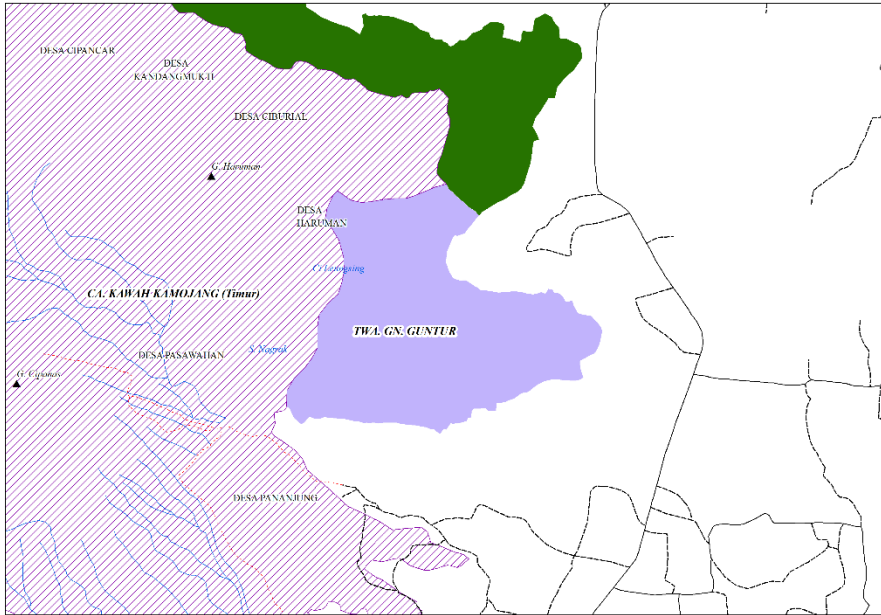 DESA CIPANCAR
DESA
KANDANGMUKTI
DESA CIBURIAL
G. Haruman
DESA
HARUMAN
CA. KAWAH KAMOJANG (Timur)
TWA. GN. GUNTUR
S. Nagrak
DESA PASAWAHAN
DESA PANANJUNG